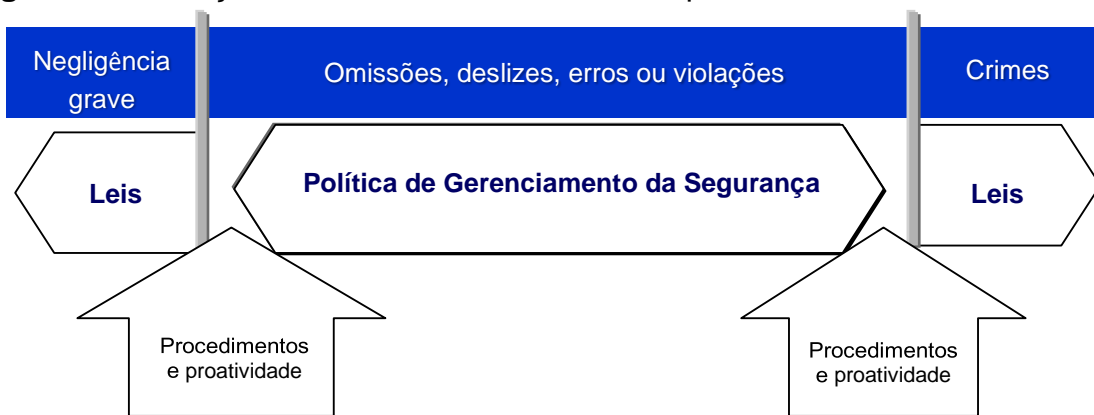 Negligência
grave
Omissões, deslizes, erros ou violações
Crimes
Leis
Política de Gerenciamento da Segurança
Leis
Procedimentos
e proatividade
Procedimentos
e proatividade